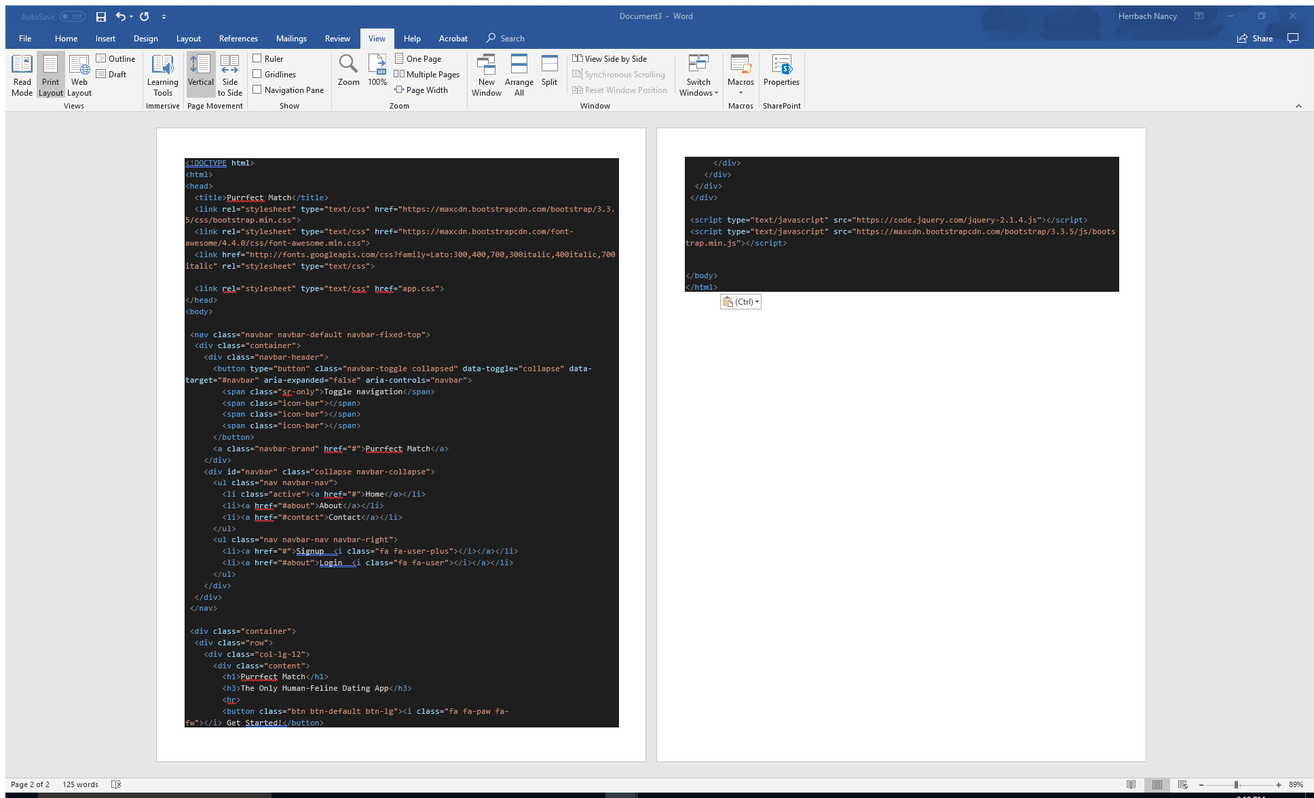 AutoSave Off
Document3 - Word
Herrbach Nancy
File Home Insert Design Layout References Mailings Review View Help Acrobat Search
Share
Read Mode
Print Layout
Web Layout
Outline
Draft
Views
Learning Tools
Immersive
Vertical
Side to Side
Page Movement
Ruler
Gridlines
Navigation Pane
Show
Zoom
100%
One Page
Multiple Pages
Page Width
Zoom
New Window
Arrange All
Split
View Side by Side
Synchronous Scrolling
Reset Window Position
Window
Switch Windows
Macros
Macros
Properties
SharePoint
<!DOCTYPE html>
<html>
<head>
<title>Purrfect Match</title>
<link rel="stylesheet" type="text/css" href="https://maxcdn.bootstrapcdn.com/bootstrap/3.3.
5/css/bootstrap.min.css">
<link rel="stylesheet" type="text/css" href="https://maxcdn.bootstrapcdn.com/font-
awesome/4.4.0/css/font-awesome.min.css">
<link href="http://fonts.googleapis.com/css?family=Lato:300,400,700,300italic,400italic,700
italic" rel="stylesheet" type="text/css">
<link rel="stylesheet" type="text/css" href="app.css">
</head>
<body>
<nav class="navbar navbar-default navbar-fixed-top">
<div class="container">
<div class="navbar-header">
<button type="button" class="navbar-toggle collapsed" data-toggle="collapse" data-
target="#navbar" aria-expanded="false" aria-controls="navbar">
<span class="sr-only">Toggle navigation</span>
<span class="icon-bar"></span>
<span class="icon-bar"></span>
<span class="icon-bar"></span>
</button>
<a class="navbar-brand" href="#">Purrfect Match</a>
</div>
<div id="navbar" class="collapse navbar-collapse">
<ul class="nav navbar-nav">
<li class="active"><a href="#">Home</a></li>
<li><a href="#about">About</a></li>
<li><a href="#contact">Contact</a></li>
</ul>
<ul class="nav navbar-nav navbar-right">
<li><a href="#">Signup <i class="fa fa-user-plus"></i></a></li>
<li><a href="#about">Login <i class="fa fa-user"></i></a></li>
</ul>
</div>
</div>
</nav>
<div class="container">
<div class="row">
<div class="col-lg-12">
<div class="content">
<h1>Purrfect Match</h1>
<h3>The Only Human-Feline Dating App</h3>
<hr>
<button class="btn btn-default btn-lg"><i class="fa fa-paw fa-
fw"></i> Get Started!</button>
</div>
</div>
</div>
</div>
<script type="text/javascript" src="https://code.jquery.com/jquery-2.1.4.js"></script>
<script type="text/javascript" src="https://maxcdn.bootstrapcdn.com/bootstrap/3.3.5/js/boots
trap.min.js"></script>
</body>
</html>
(Ctrl)
Page 2 of 2 125 words
89%